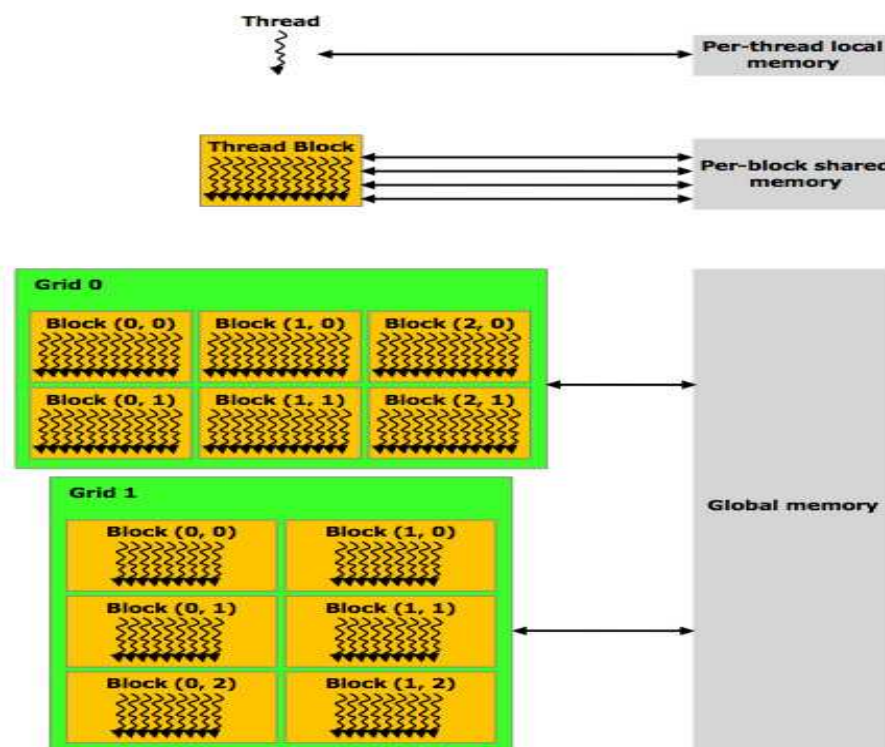 Thread
Per-thread local
memory
Thread Block
Per-block shared
memory
Grid 0
Block (0, 0)
Block (1, 0)
Block (2, 0)
Block (0, 1)
Block (1, 1)
Block (2, 1)
Grid 1
Block (0, 0)
Block (1, 0)
Block (0, 1)
Block (1, 1)
Block (0, 2)
Block (1, 2)
Global memory